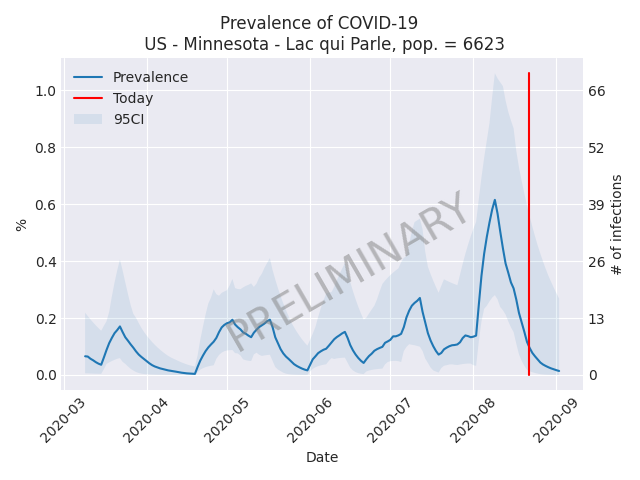 Prevalence of COVID-19
US - Minnesota - Lac qui Parle, pop. = 6623
Prevalence
Today
95CI
PRELIMINARY
1.0
0.8
0.6
0.4
0.2
0.0
%
66
52
39
26
13
0
# of infections
2020-03
2020-04
2020-05
2020-06
2020-07
2020-08
2020-09
Date